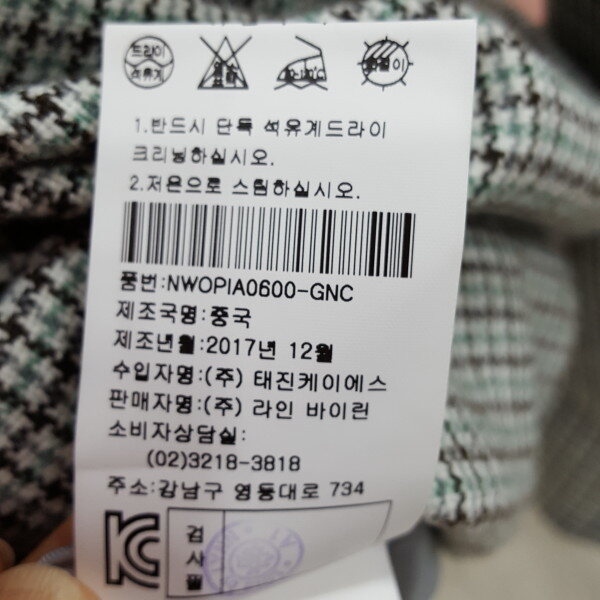 드라이
석유계
1.반드시 단독 석유계드라이
크리닝하십시오.
2.저온으로 스팀하십시오.
품번:NWOPIA0600-GNC
제조국명:중국
제조년월:2017년 12월
수입자명:(주) 태진케이에스
판매자명:(주) 라인 바이린
소비자상담실:
(02)3218-3818
주소:강남구 영동대로 734
검
사
필